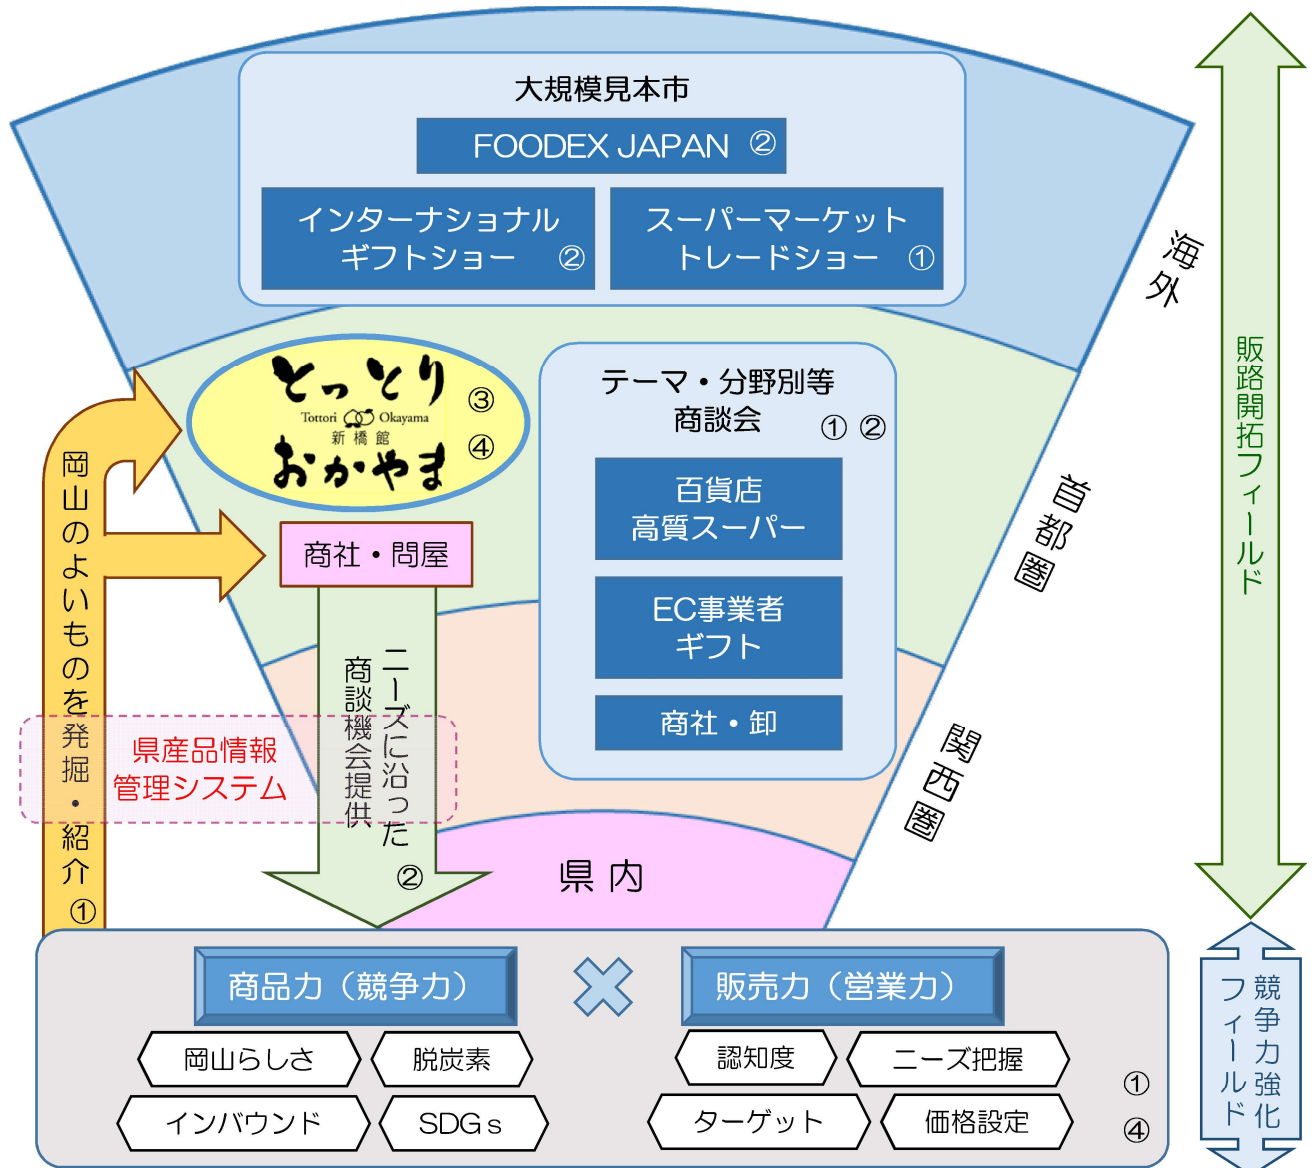 大規模見本市
FOODEX JAPAN ②
インターナショナル
ギフトショー ②
スーパーマーケット
トレードショー ①
海外
とっとり
Tottori Okayama
新橋館
おかやま
③
④
テーマ・分野別等
商談会 ① ②
百貨店
高質スーパー
EC事業者
ギフト
商社・卸
首都圏
商社・問屋
岡山のよいものを発掘・紹介 ①
ニーズに沿った
商談機会提供
②
県産品情報
管理システム
関西圏
県内
販路開拓フィールド
商品力（競争力）
販売力（営業力）
岡山らしさ
脱炭素
認知度
ニーズ把握
インバウンド
SDGs
ターゲット
価格設定
①
④
競争力強化
フィールド